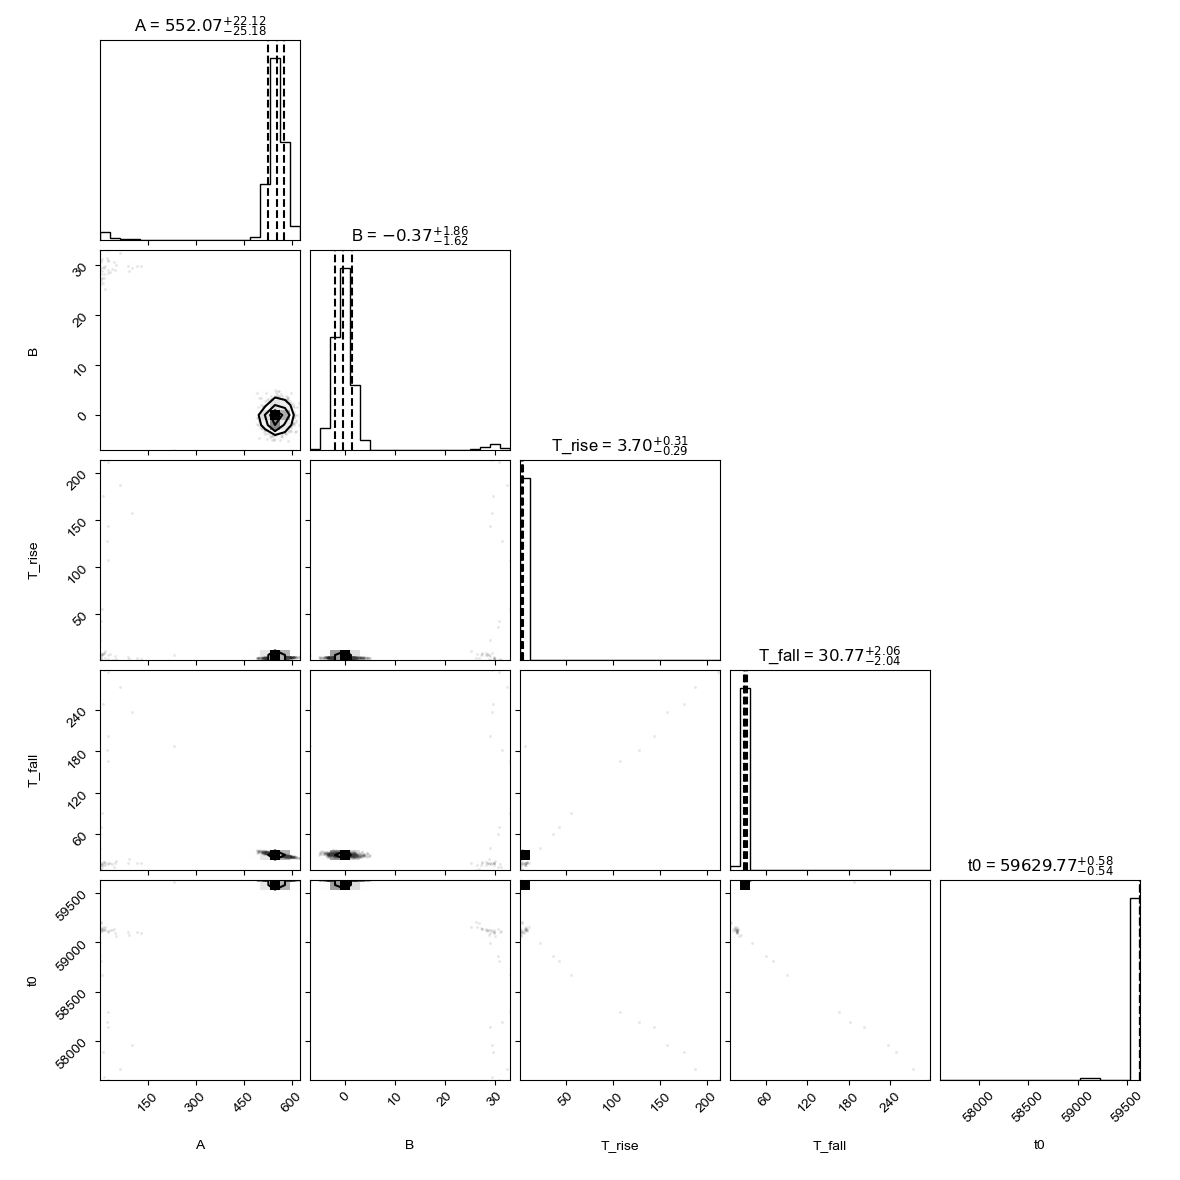 A = 552.07+22.12−25.18
B = −0.37+1.86−1.62
30
20
10
0
B
T_rise = 3.70+0.31−0.29
200
150
100
50
T_rise
T_fall = 30.77+2.06−2.04
240
180
120
60
T_fall
t0 = 59629.77+0.58−0.54
59500
59000
58500
58000
t0
150 300 450 600 0 10 20 30 50 100 150 200 60 120 180 240 58000 58500 59000 59500
A B T_rise T_fall t0